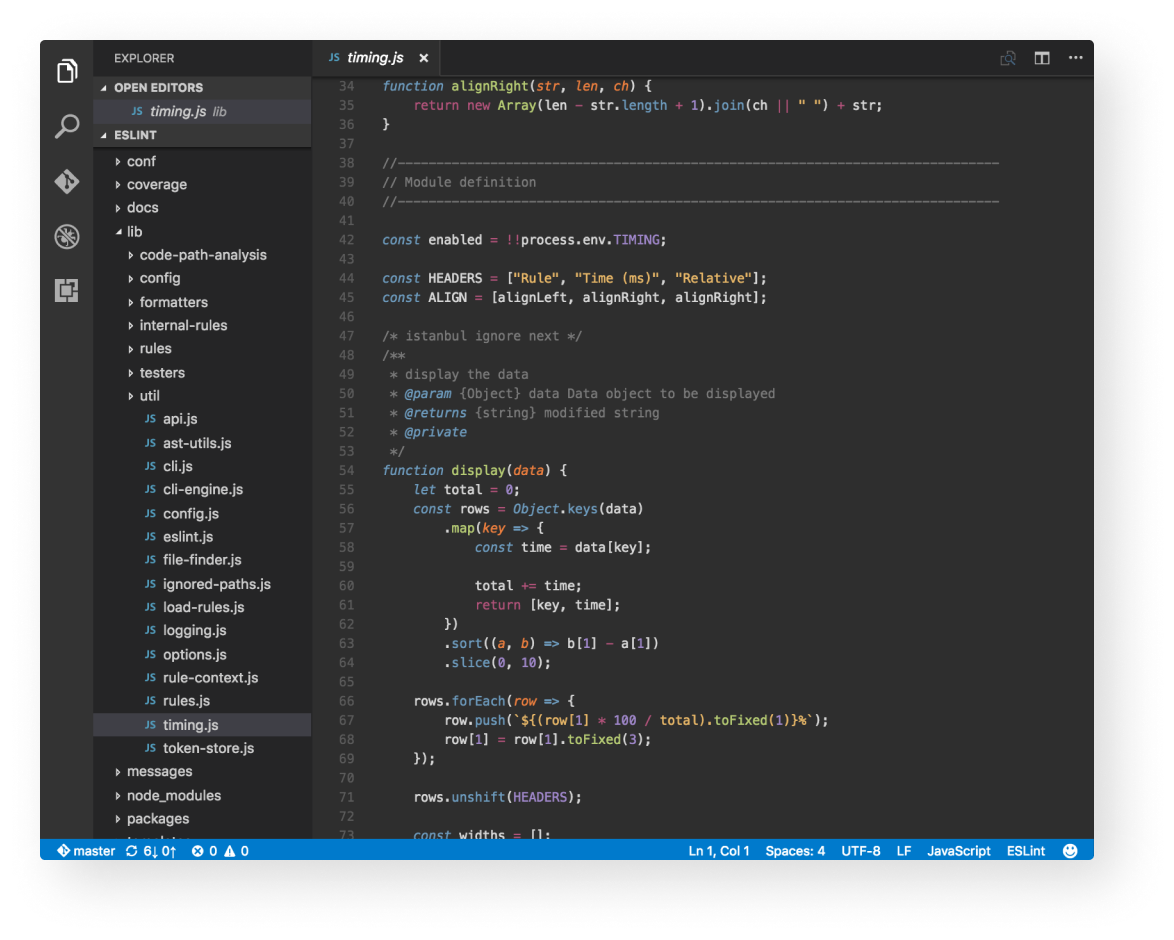 EXPLORER
OPEN EDITORS
JS timing.js lib
ESLINT
conf
coverage
docs
lib
code-path-analysis
config
formatters
internal-rules
rules
testers
util
JS api.js
JS ast-utils.js
JS cli.js
JS cli-engine.js
JS config.js
JS eslint.js
JS file-finder.js
JS ignored-paths.js
JS load-rules.js
JS logging.js
JS options.js
JS rule-context.js
JS rules.js
JS timing.js
JS token-store.js
messages
node_modules
packages
JS timing.js ×
34 function alignRight(str, len, ch) {
35     return new Array(len - str.length + 1).join(ch || " ") + str;
36 }
37
38 //------------------------------------------------------------------------------
39 // Module definition
40 //------------------------------------------------------------------------------
41
42 const enabled = !!process.env.TIMING;
43
44 const HEADERS = ["Rule", "Time (ms)", "Relative"];
45 const ALIGN = [alignLeft, alignRight, alignRight];
46
47 /* istanbul ignore next */
48 /**
49  * display the data
50  * @param {Object} data Data object to be displayed
51  * @returns {string} modified string
52  * @private
53  */
54 function display(data) {
55     let total = 0;
56     const rows = Object.keys(data)
57         .map(key => {
58             const time = data[key];
59
60             total += time;
61             return [key, time];
62         })
63         .sort((a, b) => b[1] - a[1])
64         .slice(0, 10);
65
66     rows.forEach(row => {
67         row.push(`${(row[1] * 100 / total).toFixed(1)}%`);
68         row[1] = row[1].toFixed(3);
69     });
70
71     rows.unshift(HEADERS);
72
73     const widths = [];
master 6↓ 0↑ 0 0 Ln 1, Col 1 Spaces: 4 UTF-8 LF JavaScript ESLint